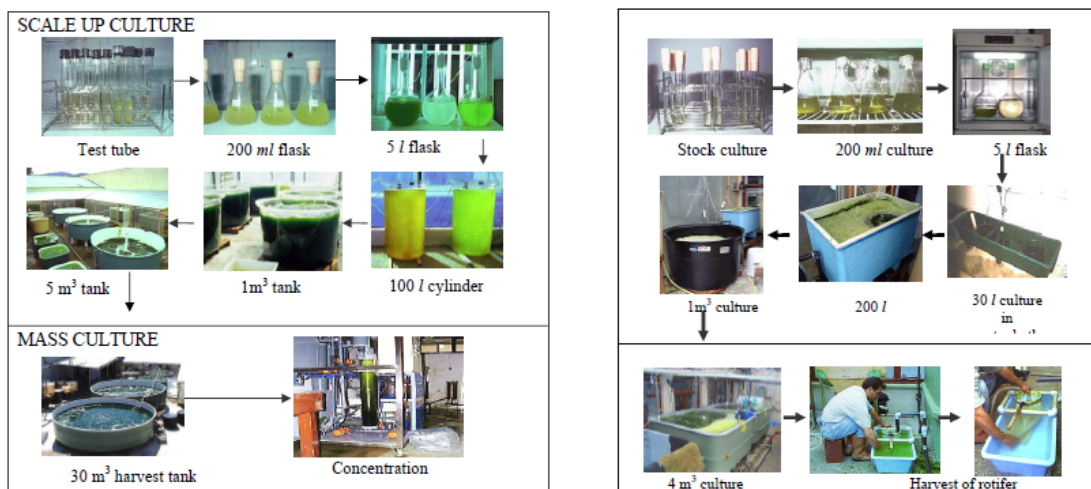 SCALE UP CULTURE
Test tube
200 ml flask
5 l flask
5 m³ tank
1m³ tank
100 l cylinder
MASS CULTURE
30 m³ harvest tank
Concentration
Stock culture
200 ml culture
5 l flask
1m³ culture
200 l
30 l culture
in
4 m³ culture
Harvest of rotifer